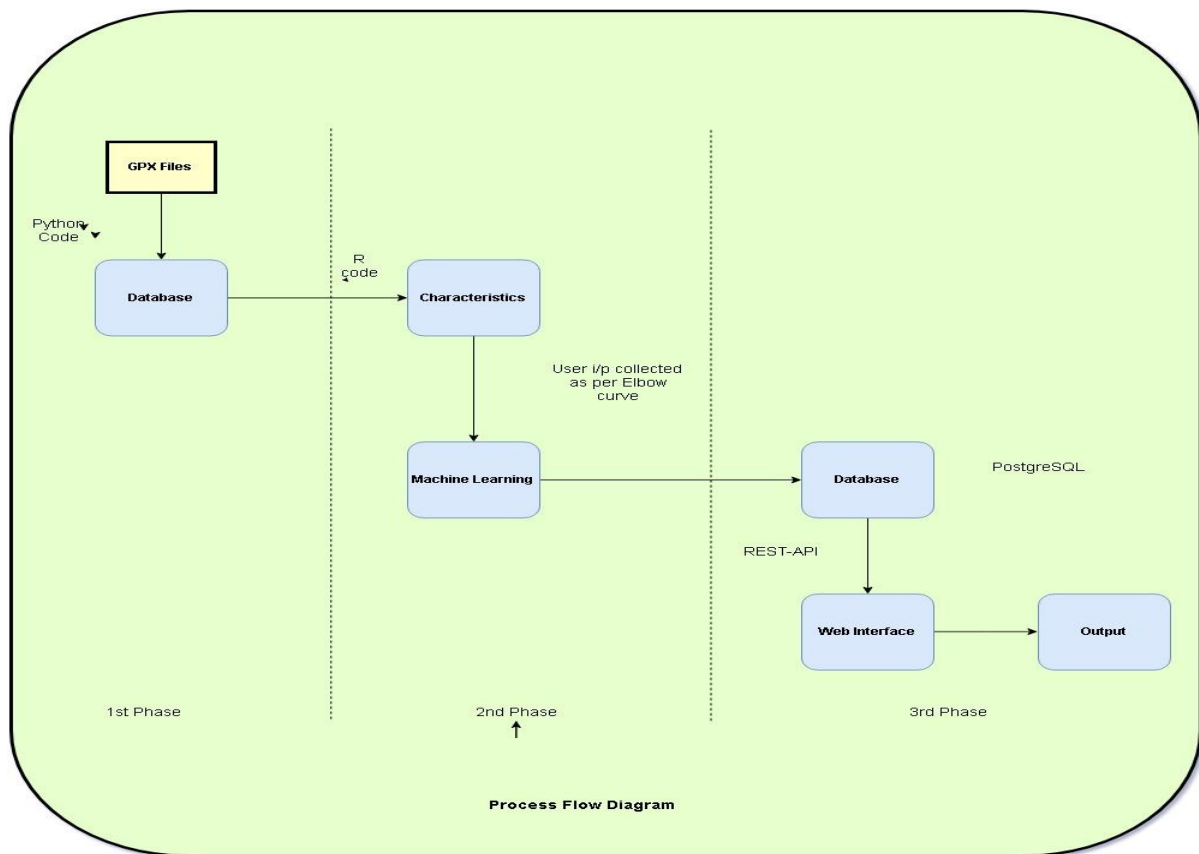 GPX Files
Python
Code
Database
R
code
Characteristics
User i/p collected
as per Elbow
curve
Machine Learning
Database
PostgreSQL
REST-API
Web Interface
Output
1st Phase
2nd Phase
3rd Phase
Process Flow Diagram